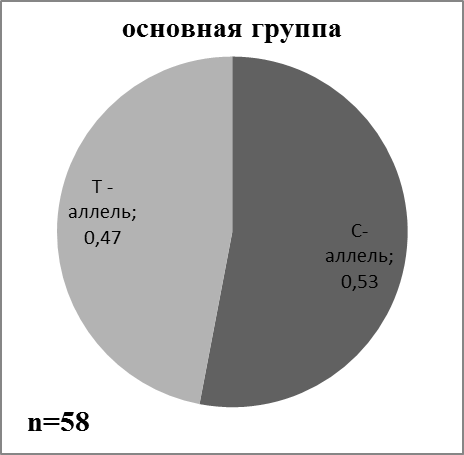 основная группа
Т -
аллель;
0,47
С-
аллель;
0,53
n=58